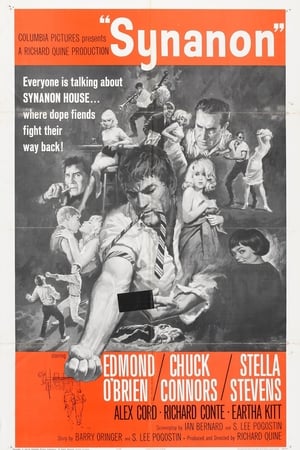 COLUMBIA PICTURES presents
A RICHARD QUINE PRODUCTION
"Synanon"
Everyone is talking about
SYNANON HOUSE...
where dope fiends
fight their
way back!
starring
EDMOND O'BRIEN / CHUCK CONNORS / STELLA STEVENS
ALEX CORD · RICHARD CONTE · EARTHA KITT
Screenplay by IAN BERNARD and S. LEE POGOSTIN
Story by BARRY ORINGER and S. LEE POGOSTIN · Produced and Directed by RICHARD QUINE